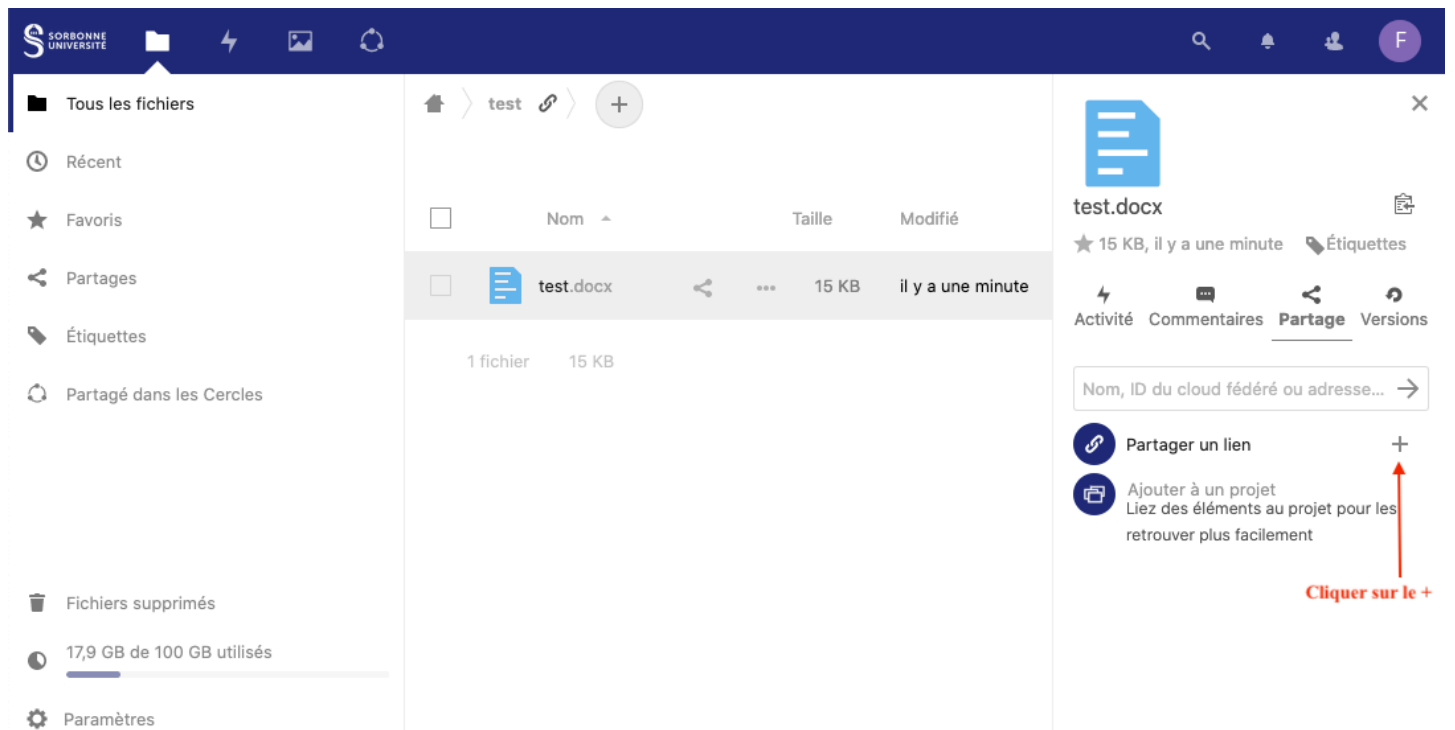 SORBONNE
UNIVERSITÉ
F
Tous les fichiers
Récent
Favoris
Partages
Étiquettes
Partagé dans les Cercles
Fichiers supprimés
17,9 GB de 100 GB utilisés
Paramètres
test
Nom
Taille
Modifié
test.docx
15 KB
il y a une minute
1 fichier
15 KB
test.docx
15 KB, il y a une minute
Étiquettes
Activité
Commentaires
Partage
Versions
Nom, ID du cloud fédéré ou adresse...
Partager un lien
Ajouter à un projet
Liez des éléments au projet pour les
retrouver plus facilement
Cliquer sur le +